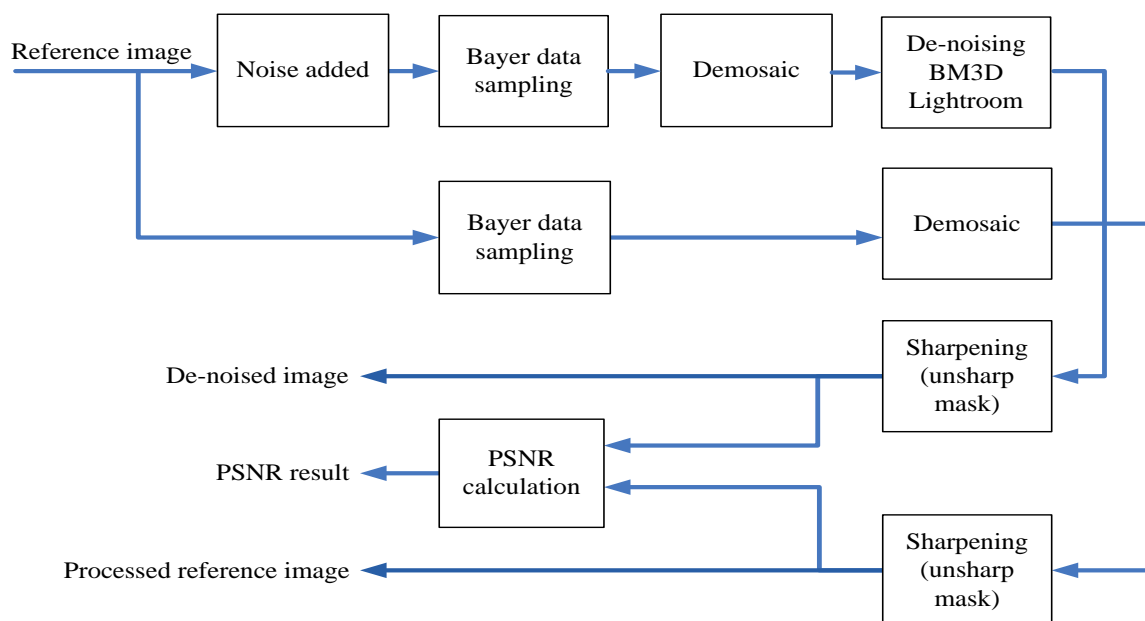 Reference image
Noise added
Bayer data
sampling
Demosaic
De-noising
BM3D
Lightroom
Bayer data
sampling
Demosaic
Sharpening
(unsharp
mask)
De-noised image
PSNR
calculation
PSNR result
Sharpening
(unsharp
mask)
Processed reference image